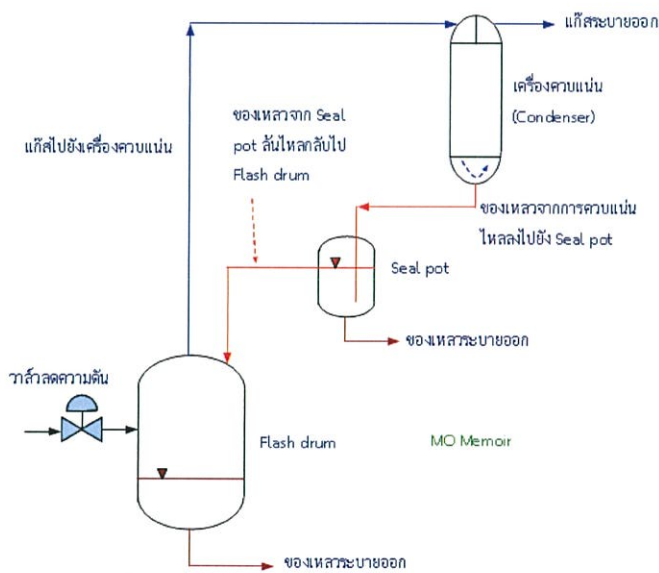 แก๊สระบายออก
เครื่องควบแน่น
(Condenser)
ของเหลวจาก Seal
pot ล้นไหลกลับไป
Flash drum
แก๊สไปยังเครื่องควบแน่น
ของเหลวจากการควบแน่น
ไหลลงไปยัง Seal pot
Seal pot
ของเหลวระบายออก
วาล์วลดความดัน
Flash drum
MO Memoir
ของเหลวระบายออก